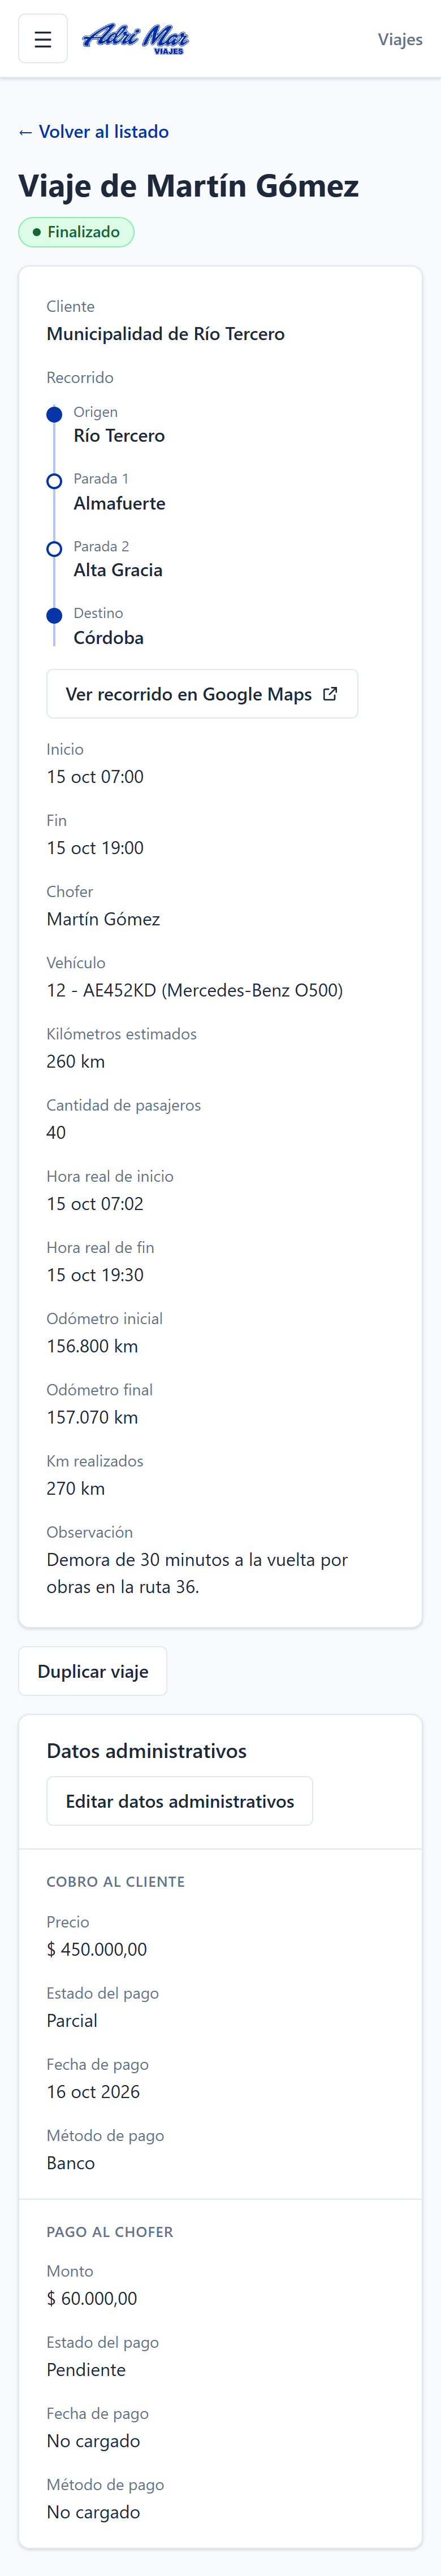 Adri Mar
VIAJES
Viajes
← Volver al listado
Viaje de Martín Gómez
Finalizado
Cliente
Municipalidad de Río Tercero
Recorrido
Origen
Río Tercero
Parada 1
Almafuerte
Parada 2
Alta Gracia
Destino
Córdoba
Ver recorrido en Google Maps
Inicio
15 oct 07:00
Fin
15 oct 19:00
Chofer
Martín Gómez
Vehículo
12 - AE452KD (Mercedes-Benz O500)
Kilómetros estimados
260 km
Cantidad de pasajeros
40
Hora real de inicio
15 oct 07:02
Hora real de fin
15 oct 19:30
Odómetro inicial
156.800 km
Odómetro final
157.070 km
Km realizados
270 km
Observación
Demora de 30 minutos a la vuelta por
obras en la ruta 36.
Duplicar viaje
Datos administrativos
Editar datos administrativos
COBRO AL CLIENTE
Precio
$ 450.000,00
Estado del pago
Parcial
Fecha de pago
16 oct 2026
Método de pago
Banco
PAGO AL CHOFER
Monto
$ 60.000,00
Estado del pago
Pendiente
Fecha de pago
No cargado
Método de pago
No cargado